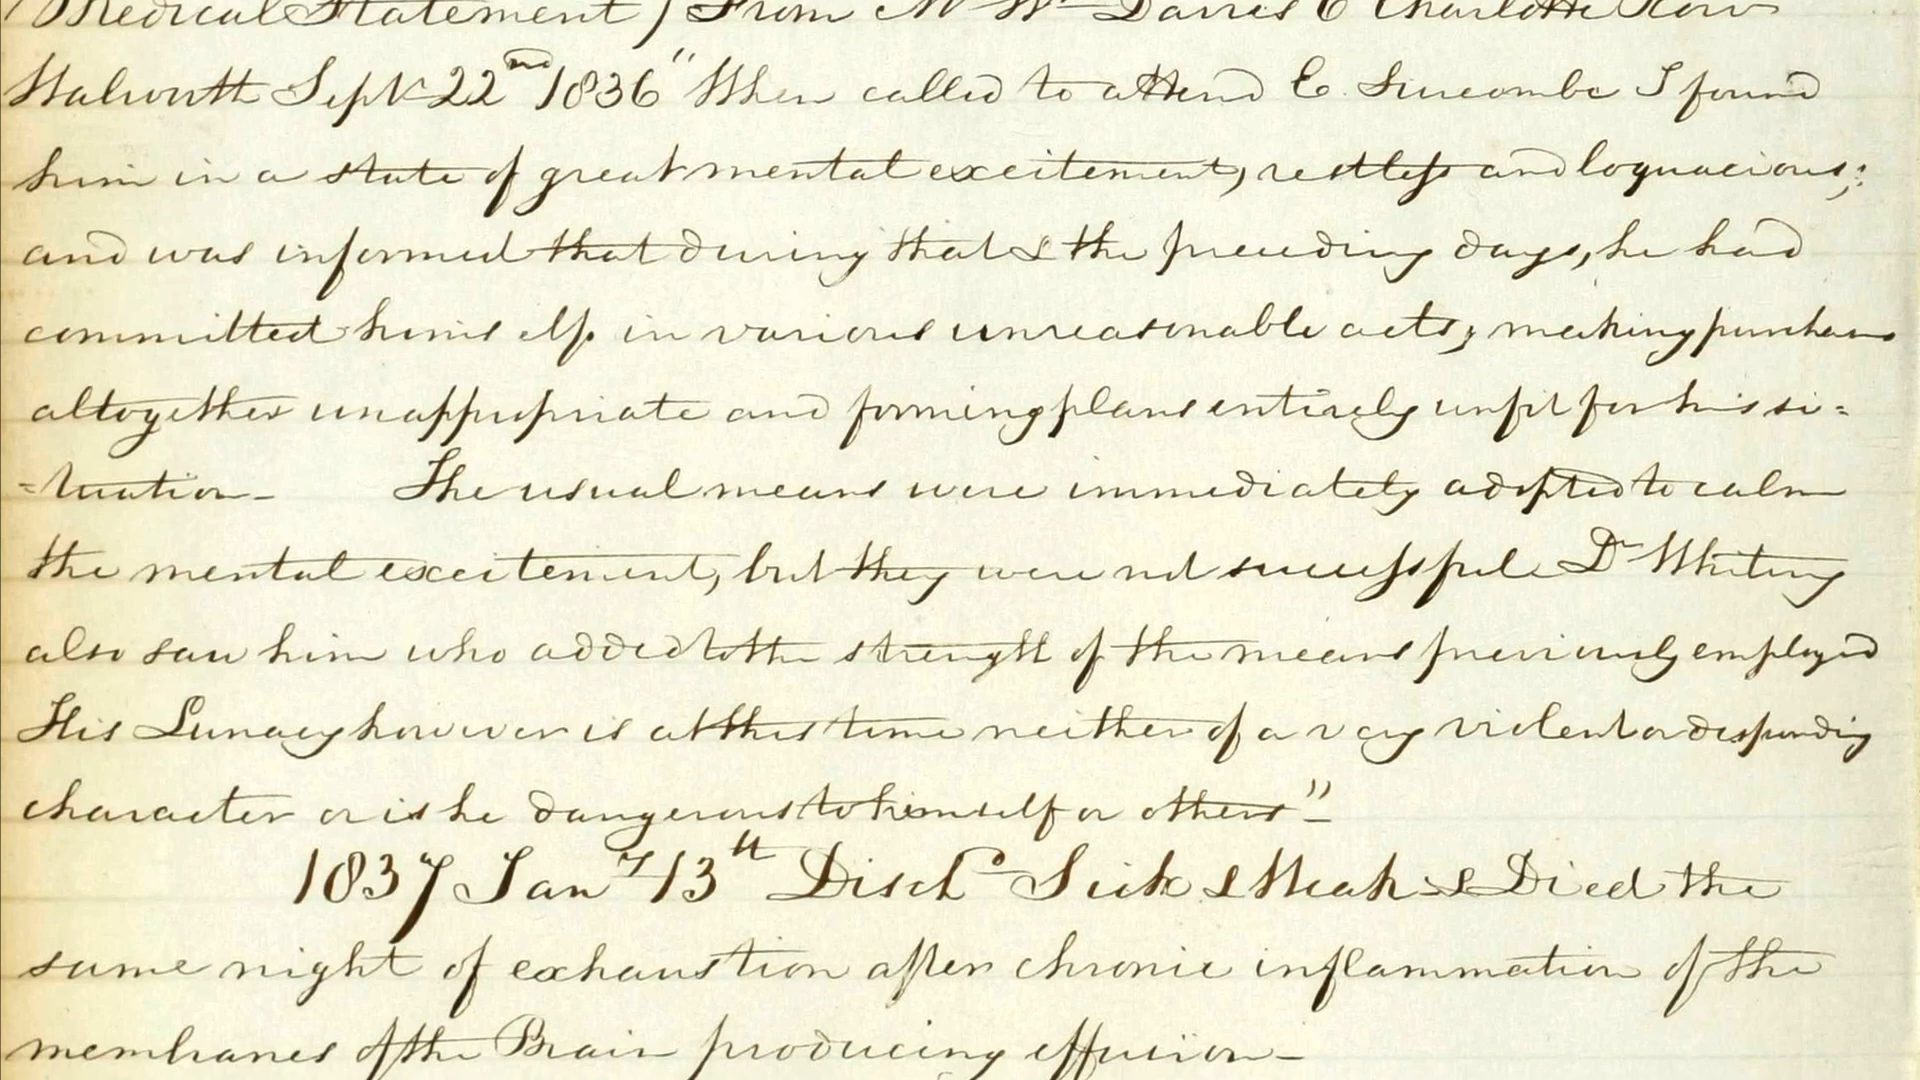 Medical Statement) From Mr Wm Davies 6 Charlotte Row
Walworth Sept 22nd 1836 "When called to attend E. Luscombe I found
him in a state of great mental excitement, restless and loquacious;
and was informed that during that & the preceding days, he had
committed himself in various unreasonable acts, making purchases
altogether unappropriate and forming plans entirely unfit for his si=
=tuation— The usual means were immediately adopted to calm
the mental excitement, but they were not successful Dr Whiting
also saw him who added to the strength of the means previously employed
His Lunacy however is at this time neither of a very violent or desponding
character or is he dangerous to himself or others"—
1837 Jany 13th Dischd Sick & Weak & Died the
same night of exhaustion after chronic inflammation of the
membranes of the Brain producing effusion—